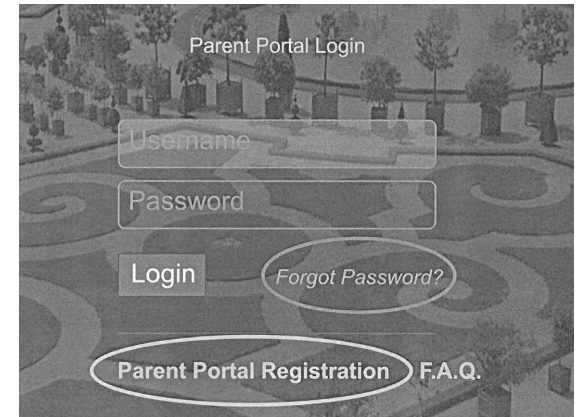 Parent Portal Login
Username
Password
Login Forgot Password?
Parent Portal Registration F.A.Q.